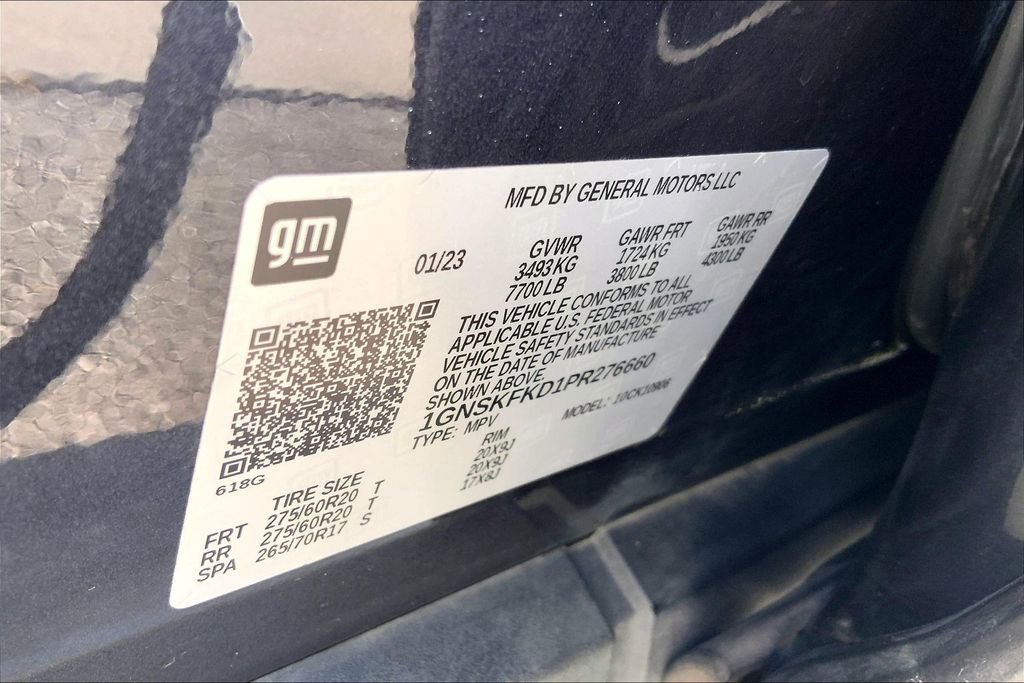 gm
MFD BY GENERAL MOTORS LLC
01/23
GVWR
3493 KG
7700 LB
GAWR FRT
1724 KG
3800 LB
GAWR RR
1950 KG
4300 LB
THIS VEHICLE CONFORMS TO ALL
APPLICABLE U.S. FEDERAL MOTOR
VEHICLE SAFETY STANDARDS IN EFFECT
ON THE DATE OF MANUFACTURE
SHOWN ABOVE.
1GNSKFKD1PR276660
TYPE: MPV MODEL: 10CK10906
618G
TIRE SIZE RIM
FRT 275/60R20 T 20X9J
RR 275/60R20 T 20X9J
SPA 265/70R17 S 17X8J